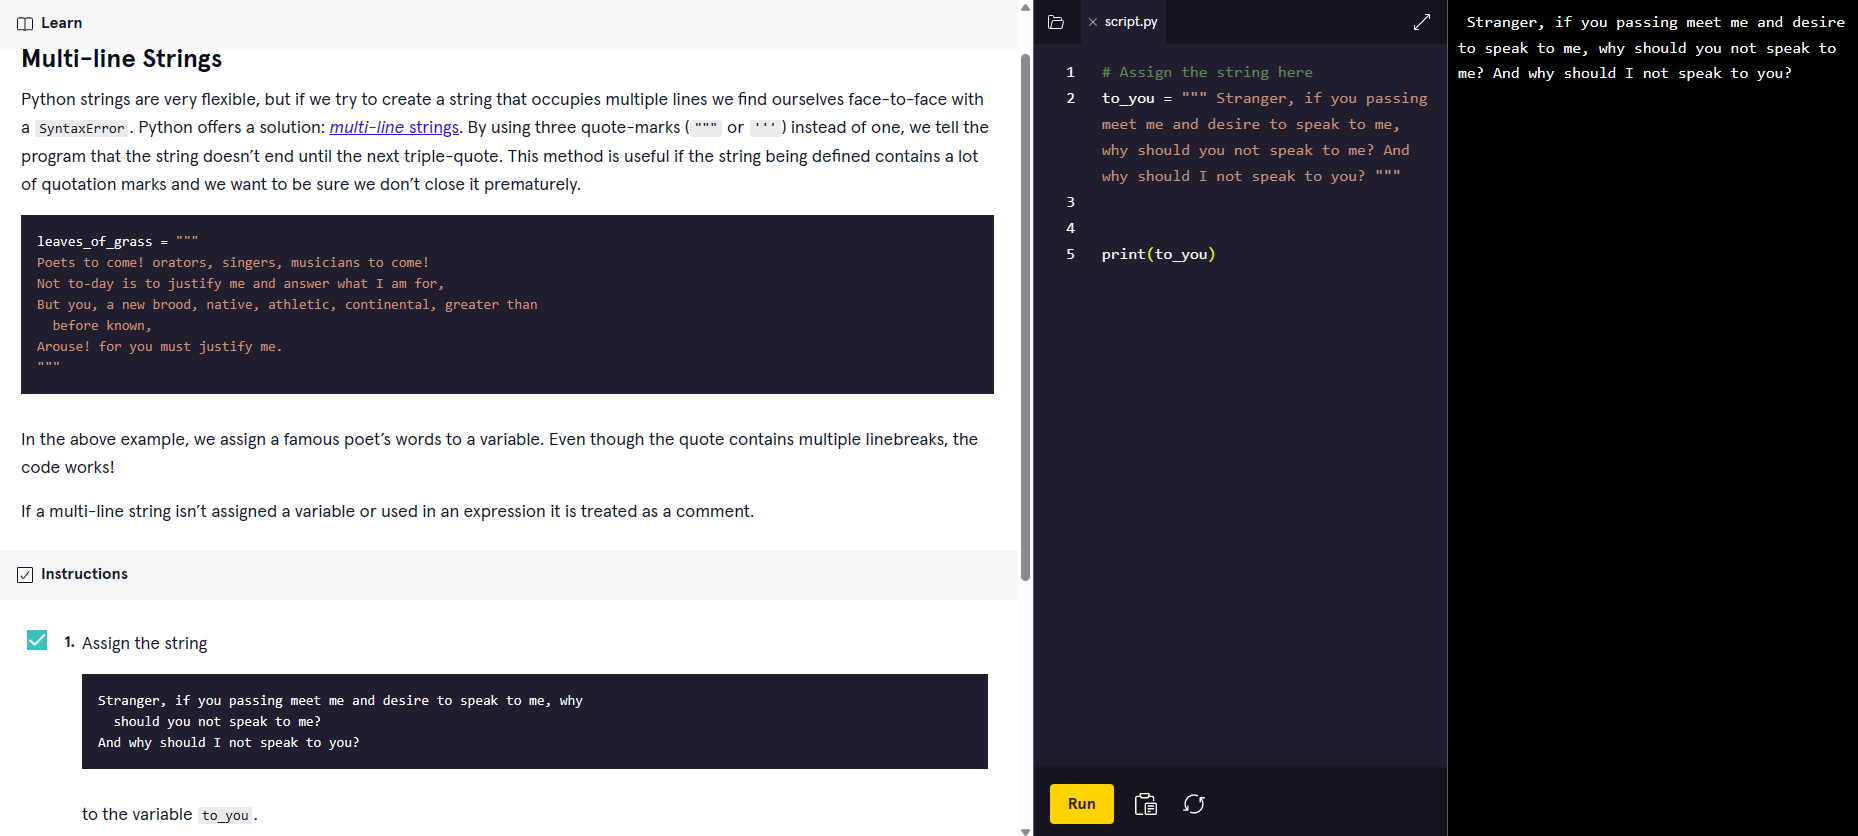 Learn
Multi-line Strings
Python strings are very flexible, but if we try to create a string that occupies multiple lines we find ourselves face-to-face with
a SyntaxError. Python offers a solution: multi-line strings. By using three quote-marks (""" or ''') instead of one, we tell the
program that the string doesn't end until the next triple-quote. This method is useful if the string being defined contains a lot
of quotation marks and we want to be sure we don't close it prematurely.
leaves_of_grass = """
Poets to come! orators, singers, musicians to come!
Not to-day is to justify me and answer what I am for,
But you, a new brood, native, athletic, continental, greater than
  before known,
Arouse! for you must justify me.
"""
In the above example, we assign a famous poet's words to a variable. Even though the quote contains multiple linebreaks, the
code works!
If a multi-line string isn't assigned a variable or used in an expression it is treated as a comment.
Instructions
1. Assign the string
Stranger, if you passing meet me and desire to speak to me, why
  should you not speak to me?
And why should I not speak to you?
to the variable to_you.
script.py
1 # Assign the string here
2 to_you = """ Stranger, if you passing
meet me and desire to speak to me,
why should you not speak to me? And
why should I not speak to you? """
3
4
5 print(to_you)
Run
Stranger, if you passing meet me and desire
to speak to me, why should you not speak to
me? And why should I not speak to you?